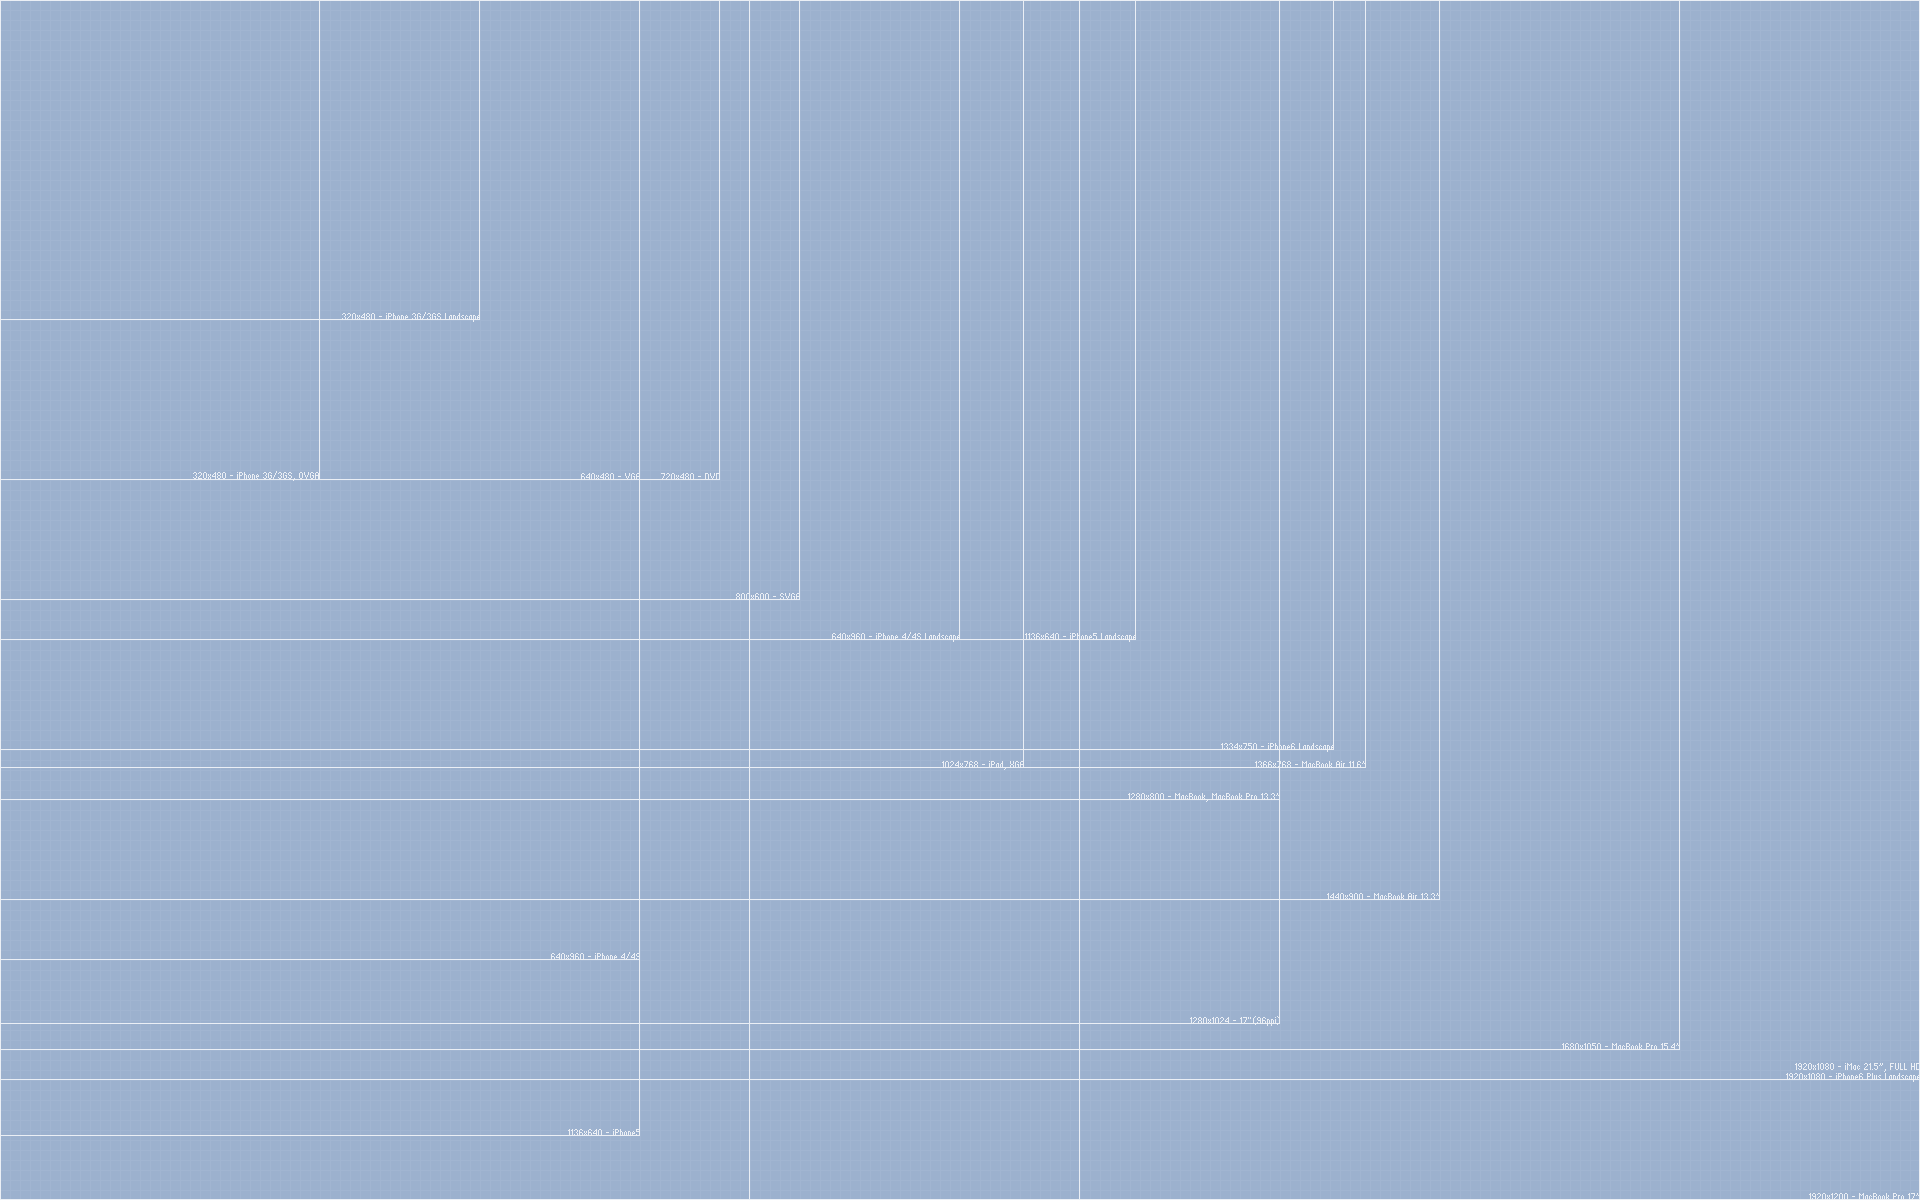 320x480 - iPhone 3G/3GS Landscape
320x480 - iPhone 3G/3GS, QVGA
640x480 - VGA
720x480 - DVD
800x600 - SVGA
640x960 - iPhone 4/4S Landscape
1136x640 - iPhone5 Landscape
1334x750 - iPhone6 Landscape
1024x768 - iPad, XGA
1366x768 - MacBook Air 11.6"
1280x800 - MacBook, MacBook Pro 13.3"
1440x900 - MacBook Air 13.3"
640x960 - iPhone 4/4S
1280x1024 - 17"(96ppi)
1680x1050 - MacBook Pro 15.4"
1920x1080 - iMac 21.5", FULL HD
1920x1080 - iPhone6 Plus Landscape
1136x640 - iPhone5
1920x1200 - MacBook Pro 17"